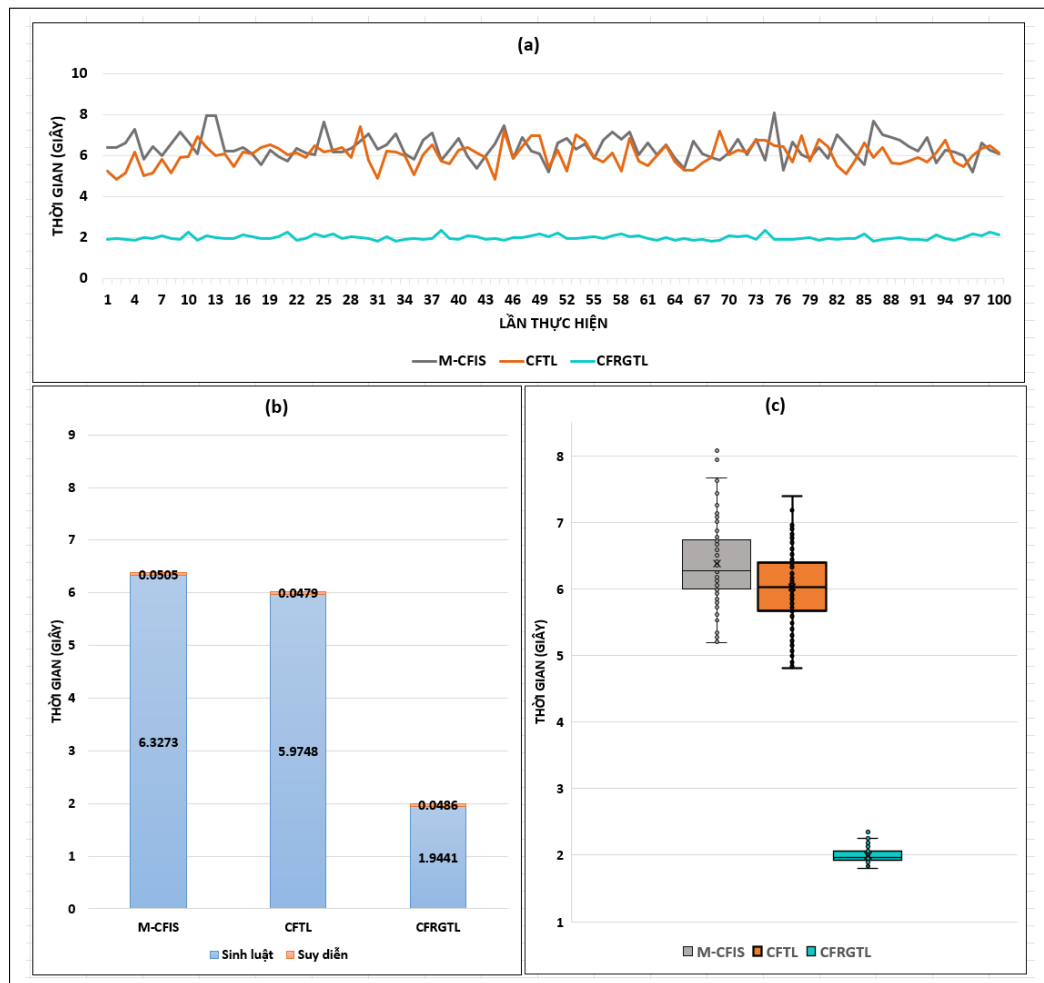 (a)
THỜI GIAN (GIÂY)
10
8
6
4
2
0
1 4 7 10 13 16 19 22 25 28 31 34 37 40 43 46 49 52 55 58 61 64 67 70 73 76 79 82 85 88 91 94 97 100
LẦN THỰC HIỆN
M-CFIS CFTL CFRGTL
(b)
THỜI GIAN (GIÂY)
9
8
7
6
5
4
3
2
1
0
0.0505
6.3273
0.0479
5.9748
0.0486
1.9441
M-CFIS CFTL CFRGTL
Sinh luật Suy diễn
(c)
THỜI GIAN (GIÂY)
8
7
6
5
4
3
2
1
M-CFIS CFTL CFRGTL